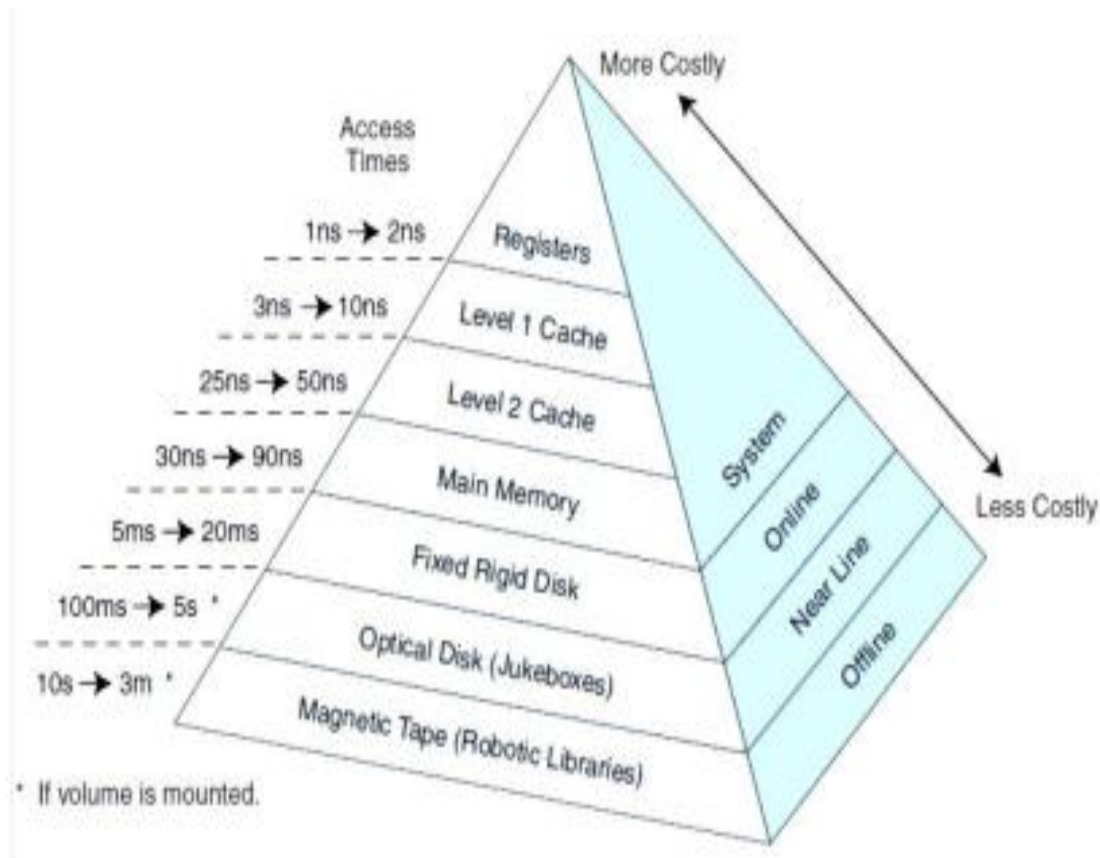 More Costly
Access
Times
1ns → 2ns
Registers
3ns → 10ns
Level 1 Cache
25ns → 50ns
Level 2 Cache
System
30ns → 90ns
Main Memory
Online
Less Costly
5ms → 20ms
Fixed Rigid Disk
Near Line
100ms → 5s *
Optical Disk (Jukeboxes)
Offline
10s → 3m *
Magnetic Tape (Robotic Libraries)
* If volume is mounted.